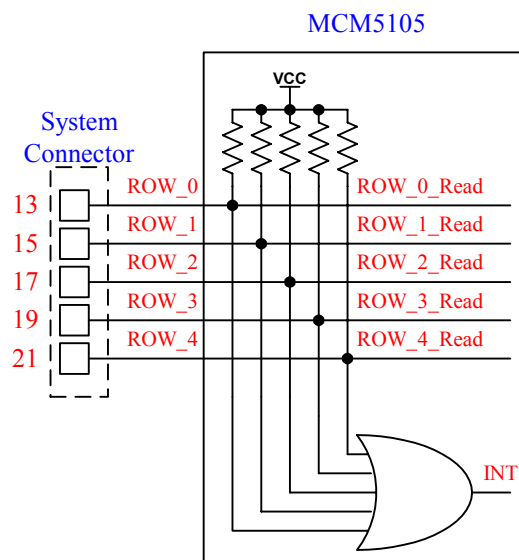 MCM5105
VCC
System
Connector
13 ROW_0 ROW_0_Read
15 ROW_1 ROW_1_Read
17 ROW_2 ROW_2_Read
19 ROW_3 ROW_3_Read
21 ROW_4 ROW_4_Read
INT